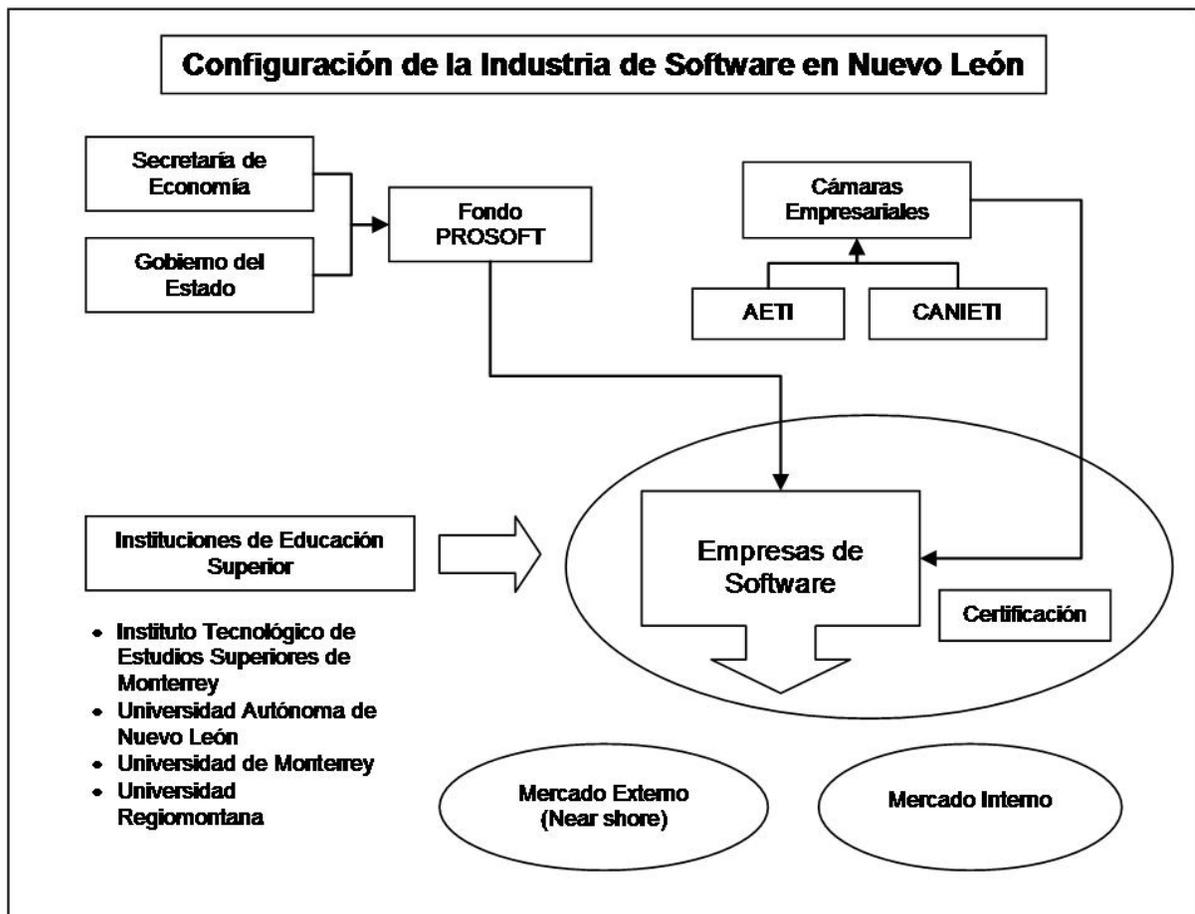 Configuración de la Industria de Software en Nuevo León
Secretaría de
Economía
Gobierno del
Estado
Fondo
PROSOFT
Cámaras
Empresariales
AETI
CANIETI
Instituciones de Educación
Superior
• Instituto Tecnológico de
Estudios Superiores de
Monterrey
• Universidad Autónoma de
Nuevo León
• Universidad de Monterrey
• Universidad
Regiomontana
Empresas de
Software
Certificación
Mercado Externo
(Near shore)
Mercado Interno